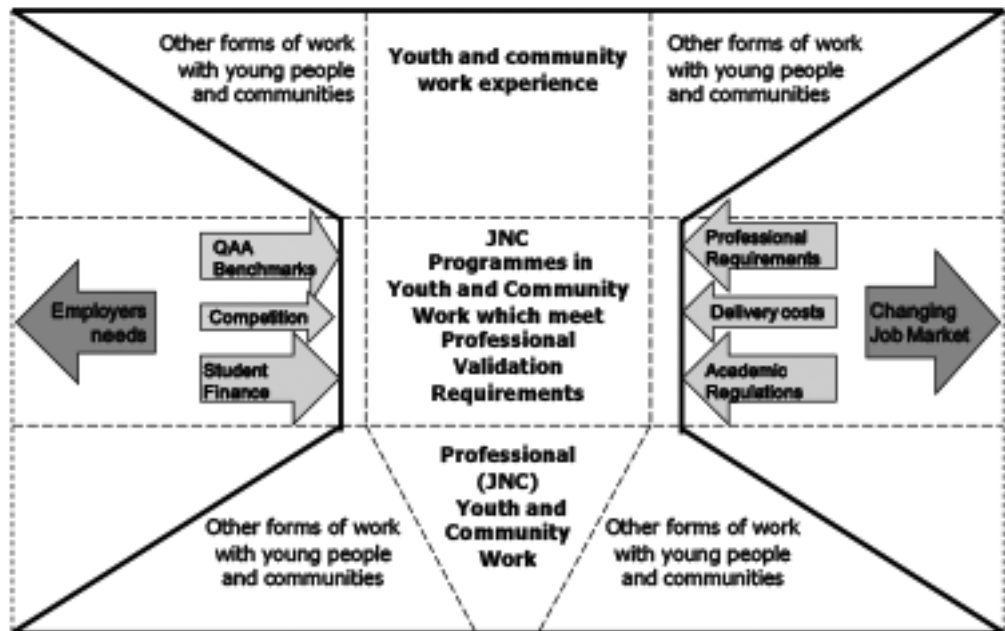 Other forms of work
with young people
and communities
Youth and community
work experience
Other forms of work
with young people
and communities
Employers
needs
QAA
Benchmarks
Competition
Student
Finance
JNC
Programmes in
Youth and Community
Work which meet
Professional
Validation
Requirements
Professional
Requirements
Delivery costs
Academic
Regulations
Changing
Job Market
Other forms of work
with young people
and communities
Professional
(JNC)
Youth and
Community
Work
Other forms of work
with young people
and communities